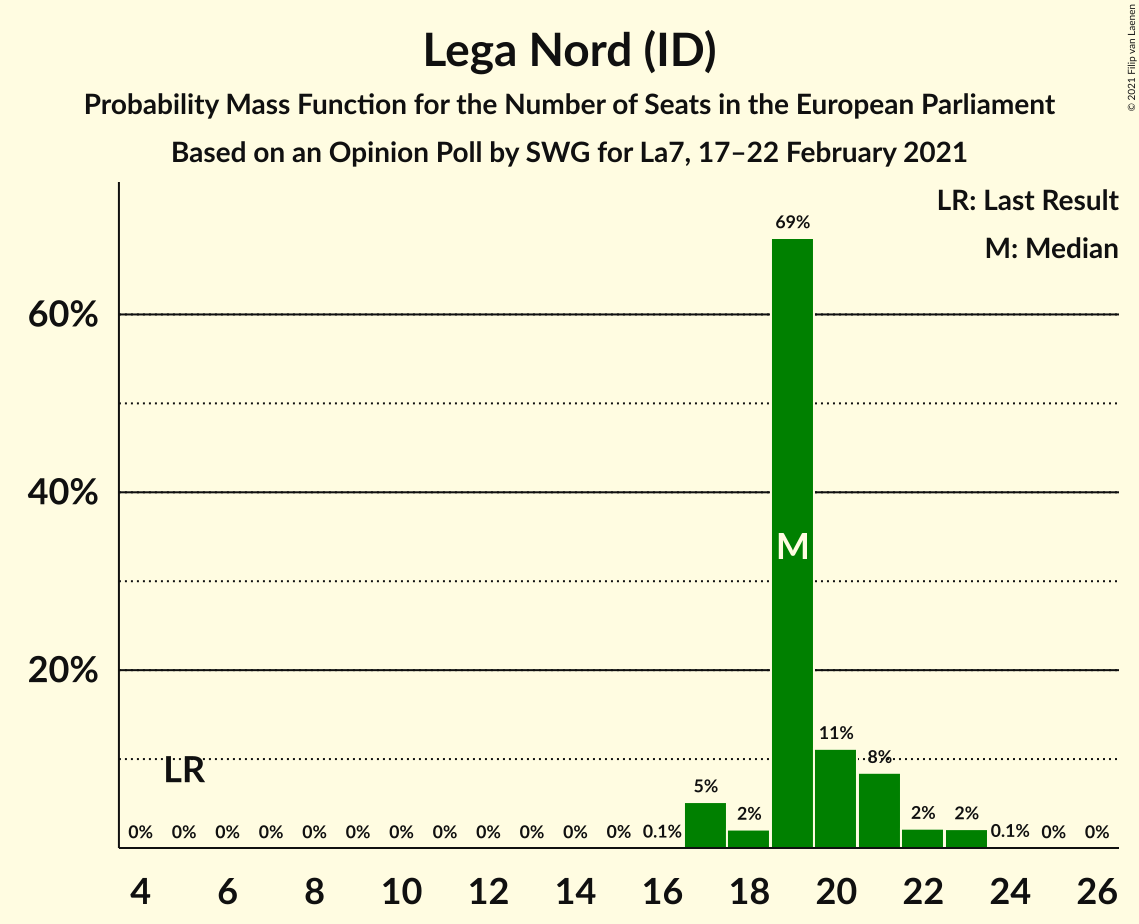 Lega Nord (ID)
Probability Mass Function for the Number of Seats in the European Parliament
Based on an Opinion Poll by SWG for La7, 17–22 February 2021
© 2021 Filip van Laenen
LR: Last Result
M: Median
60%
40%
20%
69%
M
LR
0% 0% 0% 0% 0% 0% 0% 0% 0% 0% 0% 0% 0.1% 5% 2% 11% 8% 2% 2% 0.1% 0% 0%
4 6 8 10 12 14 16 18 20 22 24 26